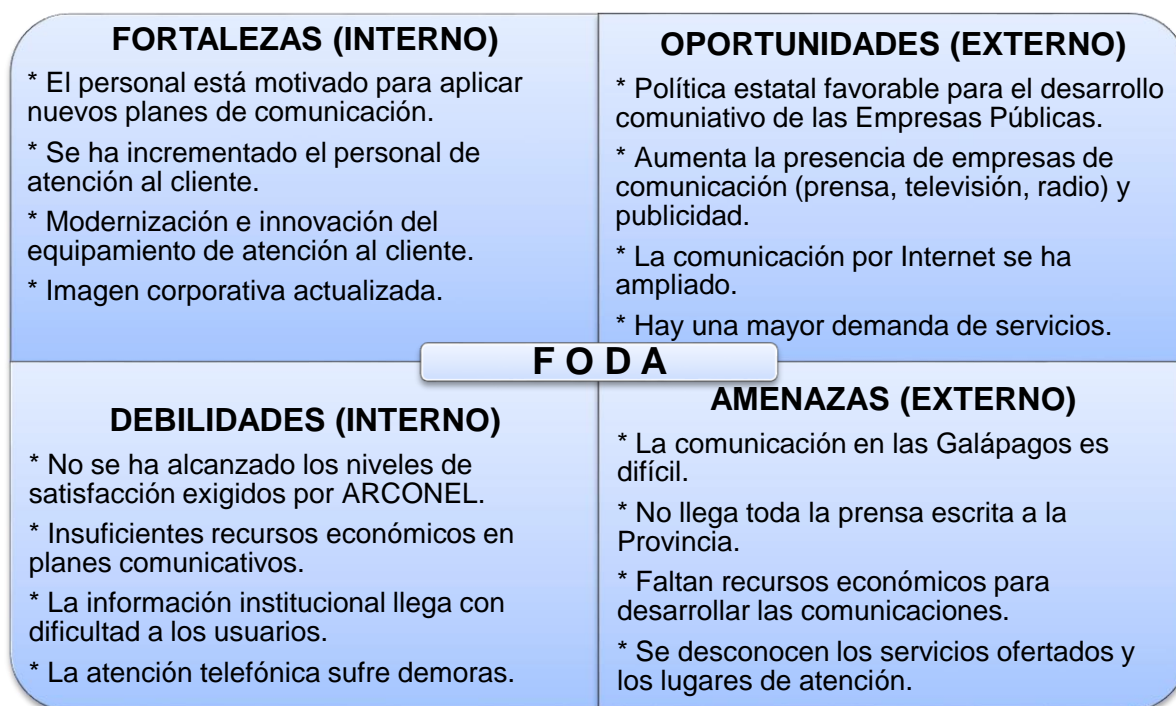 FORTALEZAS (INTERNO)
* El personal está motivado para aplicar
nuevos planes de comunicación.
* Se ha incrementado el personal de
atención al cliente.
* Modernización e innovación del
equipamiento de atención al cliente.
* Imagen corporativa actualizada.
OPORTUNIDADES (EXTERNO)
* Política estatal favorable para el desarrollo
comuniativo de las Empresas Públicas.
* Aumenta la presencia de empresas de
comunicación (prensa, televisión, radio) y
publicidad.
* La comunicación por Internet se ha
ampliado.
* Hay una mayor demanda de servicios.
F O D A
DEBILIDADES (INTERNO)
* No se ha alcanzado los niveles de
satisfacción exigidos por ARCONEL.
* Insuficientes recursos económicos en
planes comunicativos.
* La información institucional llega con
dificultad a los usuarios.
* La atención telefónica sufre demoras.
AMENAZAS (EXTERNO)
* La comunicación en las Galápagos es
difícil.
* No llega toda la prensa escrita a la
Provincia.
* Faltan recursos económicos para
desarrollar las comunicaciones.
* Se desconocen los servicios ofertados y
los lugares de atención.